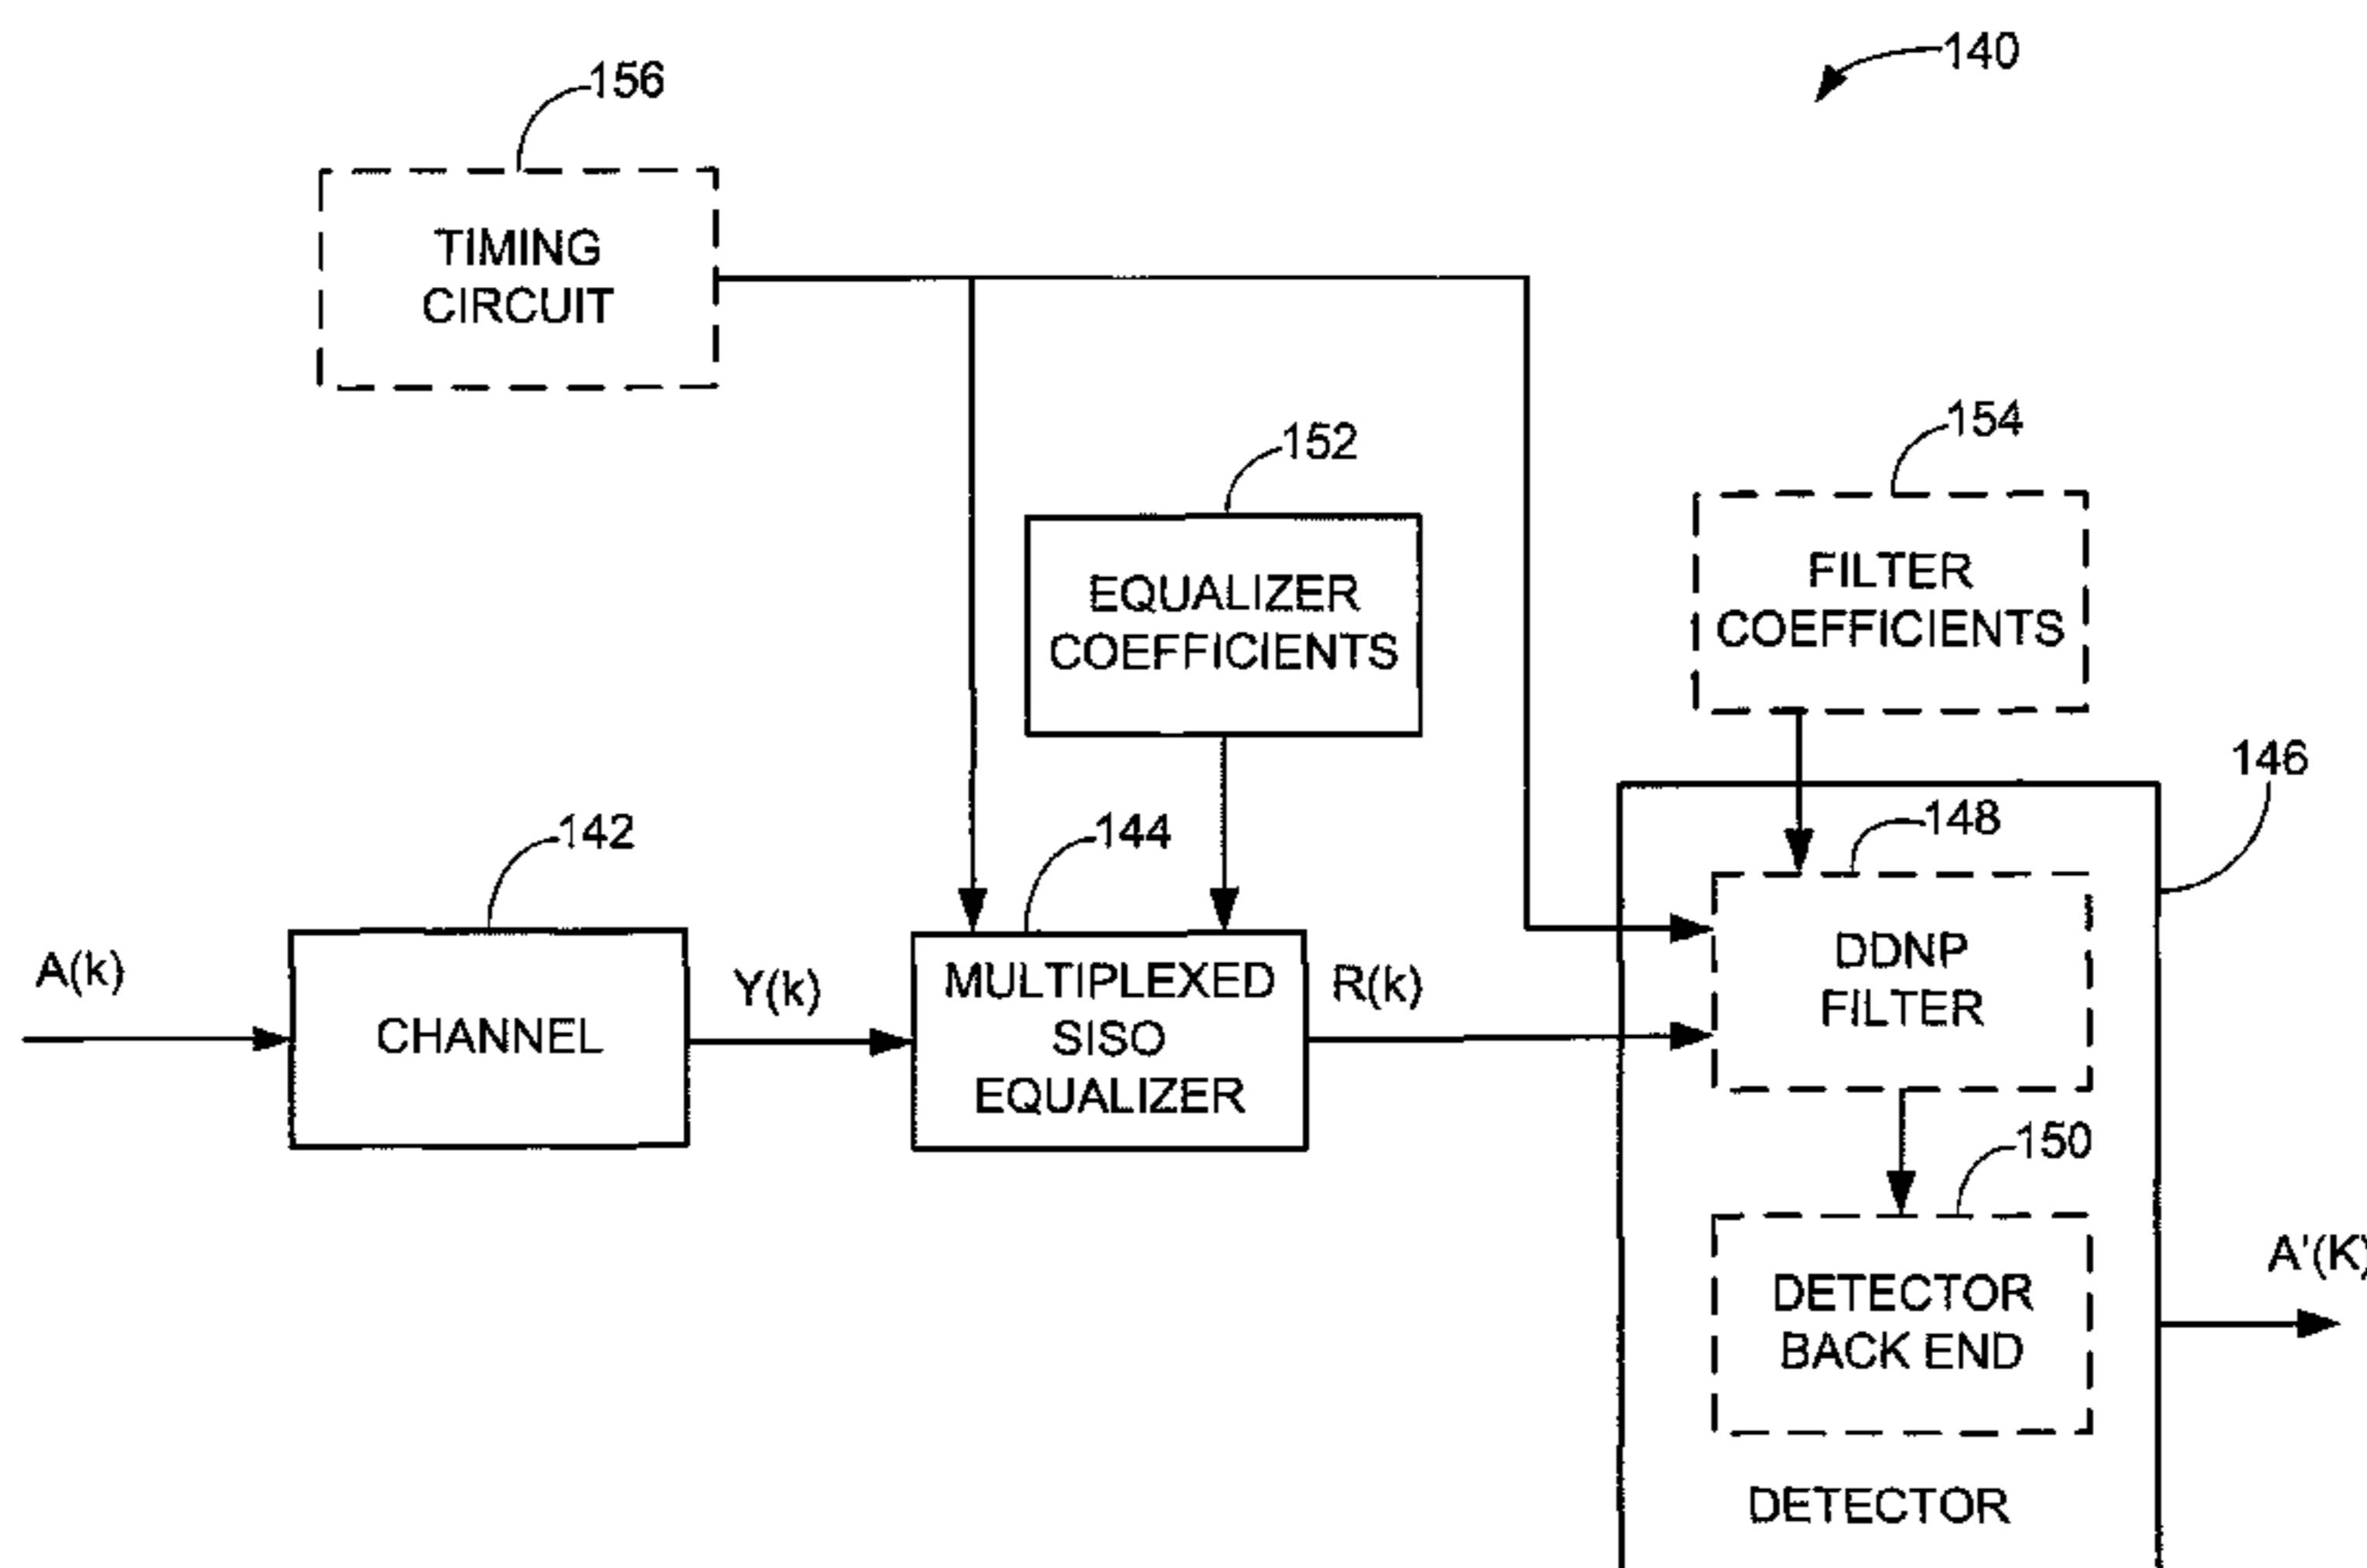 140
156
TIMING
CIRCUIT
152
154
EQUALIZER
COEFFICIENTS
FILTER
COEFFICIENTS
146
142
144
148
A(k)
CHANNEL
Y(k)
MULTIPLEXED
SISO
EQUALIZER
R(k)
DDNP
FILTER
150
DETECTOR
BACK END
A'(K)
DETECTOR